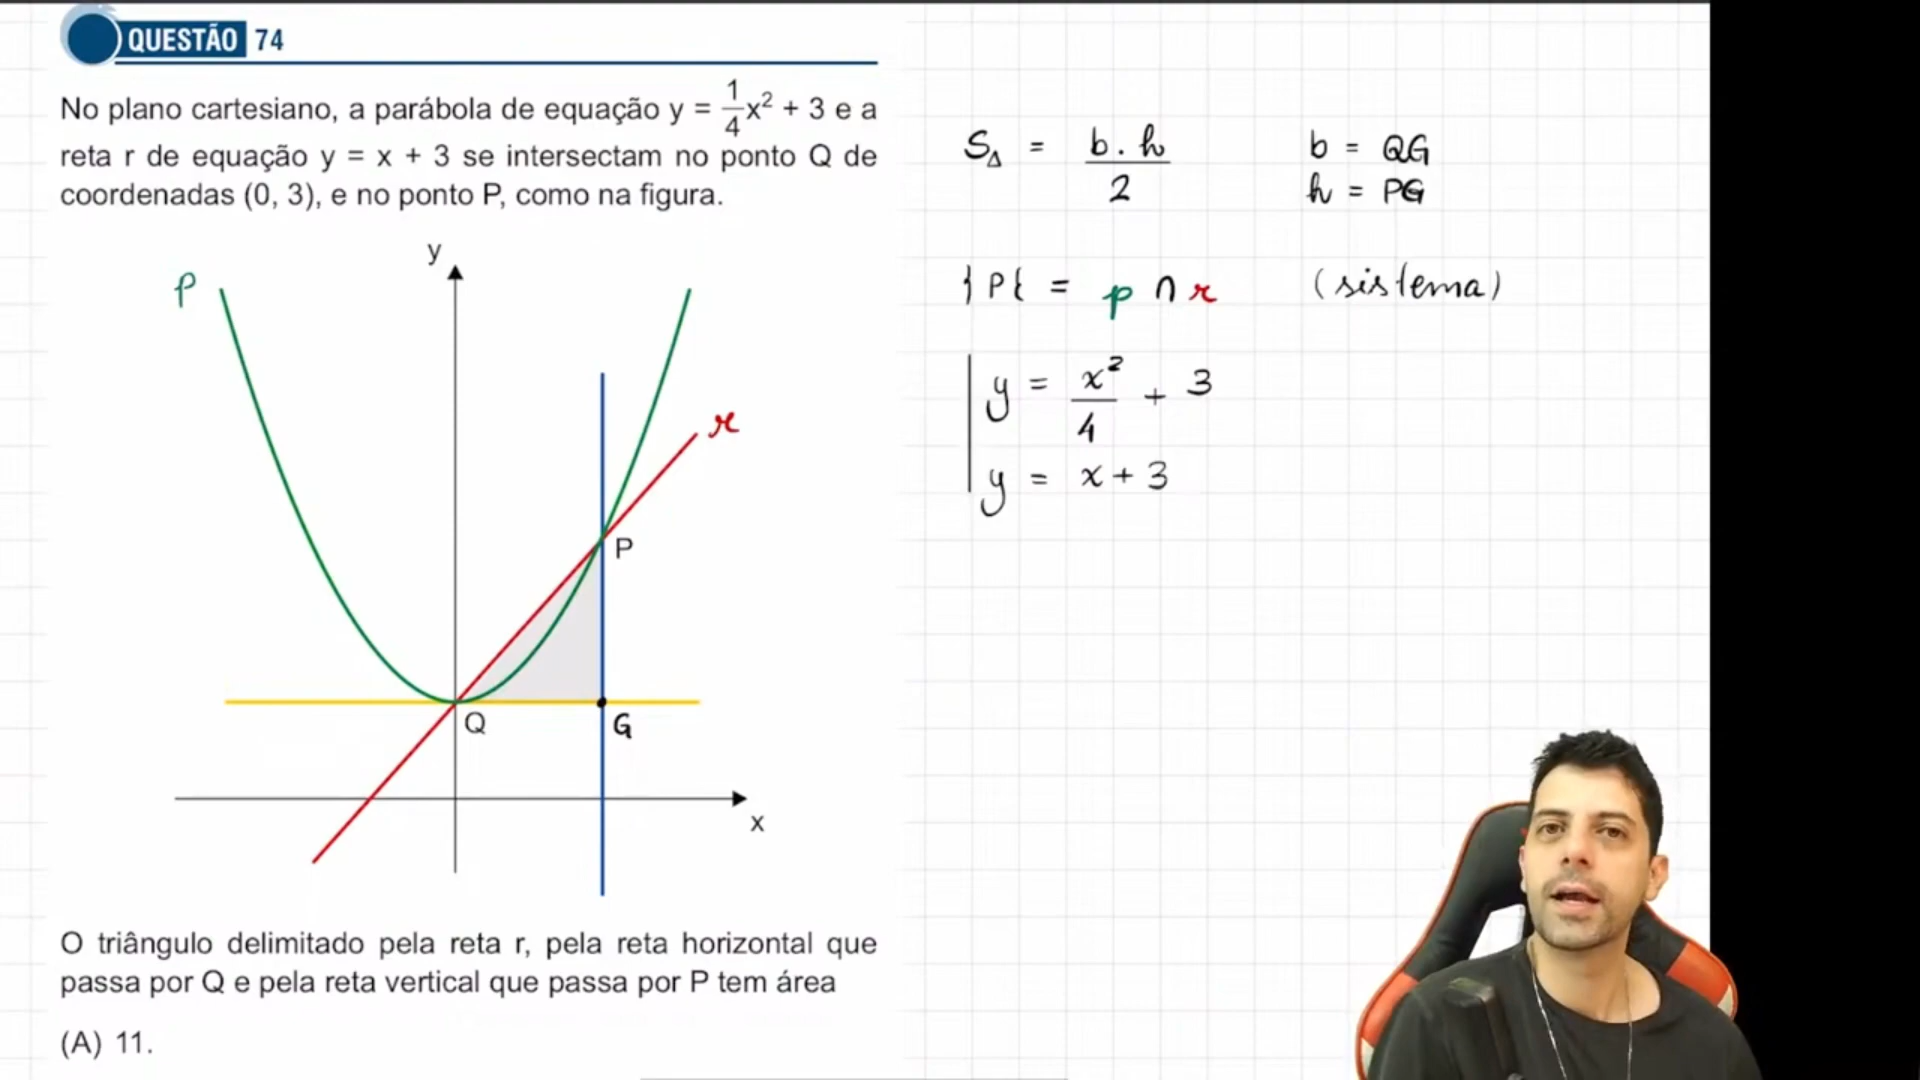 QUESTÃO 74
No plano cartesiano, a parábola de equação y = 1/4 x² + 3 e a
reta r de equação y = x + 3 se intersectam no ponto Q de
coordenadas (0, 3), e no ponto P, como na figura.
y
p
r
P
Q
G
x
O triângulo delimitado pela reta r, pela reta horizontal que
passa por Q e pela reta vertical que passa por P tem área
(A) 11.
S△ = b . h / 2
b = QG
h = PG
{P} = p ∩ r (sistema)
y = x² / 4 + 3
y = x + 3